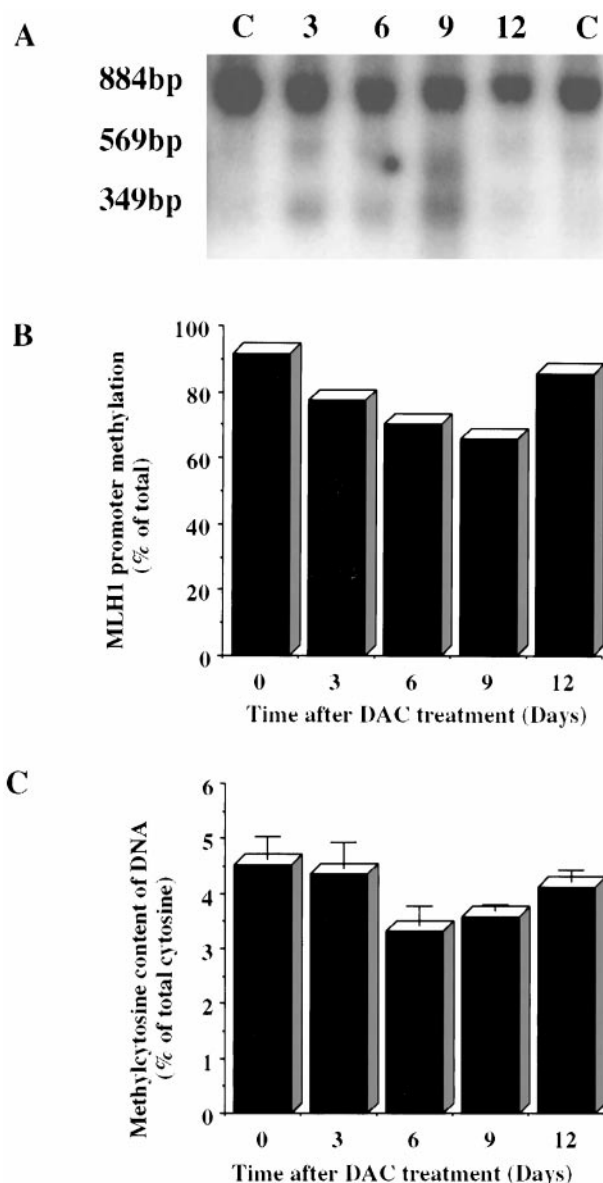 A
C 3 6 9 12 C
884bp
569bp
349bp
B
MLH1 promoter methylation
(% of total)
100
80
60
40
20
0
0 3 6 9 12
Time after DAC treatment (Days)
C
Methylcytosine content of DNA
(% of total cytosine)
6
5
4
3
2
1
0
0 3 6 9 12
Time after DAC treatment (Days)